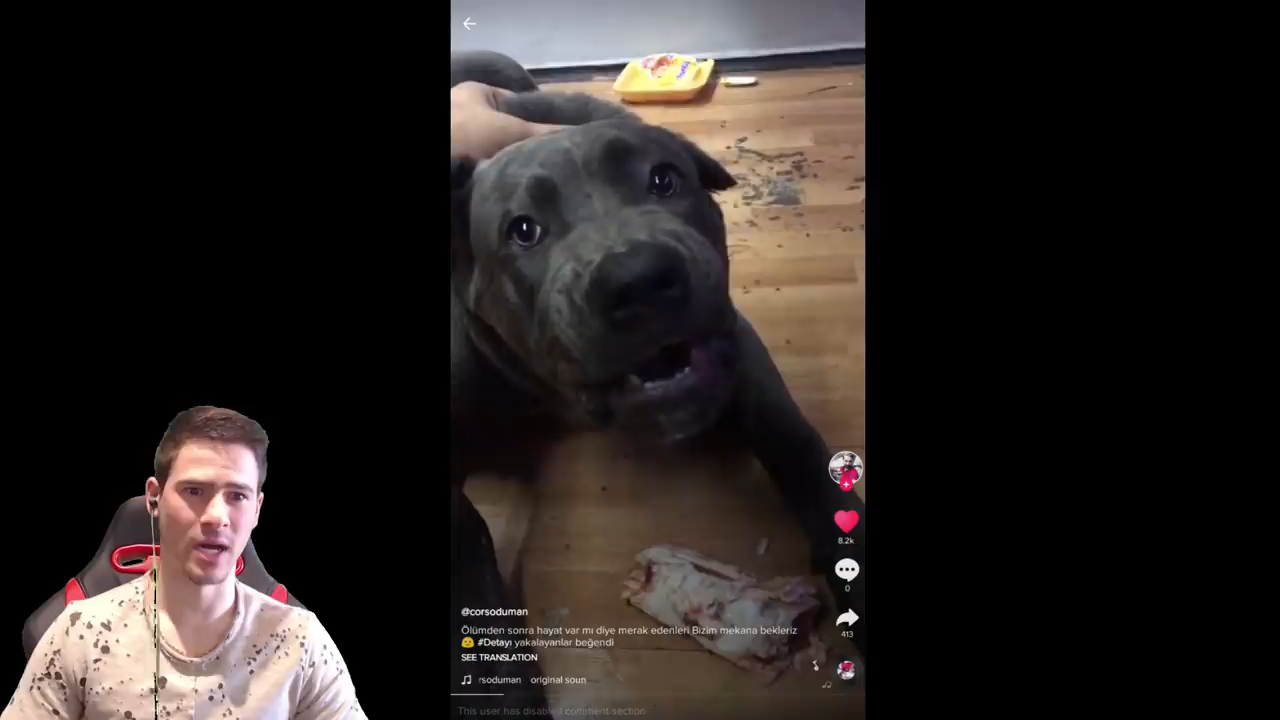 @corsoduman
Ölümden sonra hayat var mı diye merak edenleri Bizim mekana bekleriz
#Detayı yakalayanlar beğendi
SEE TRANSLATION
rsoduman original soun
This user has disabled comment section
8.2k
0
413